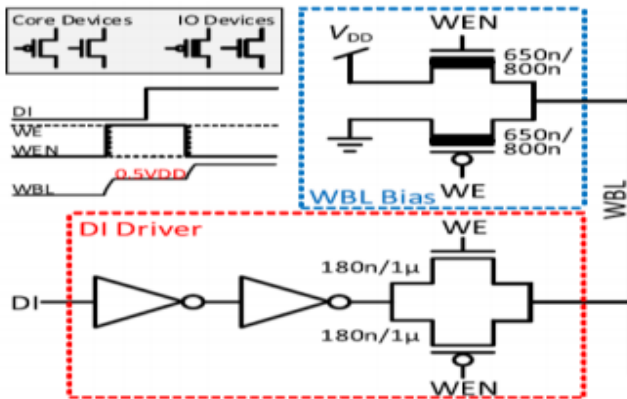 Core Devices
IO Devices
DI
WE
WEN
0.5VDD
WBL
VDD
WEN
650n/
800n
650n/
800n
WE
WBL Bias
WBL
DI Driver
WE
180n/1µ
DI
180n/1µ
WEN